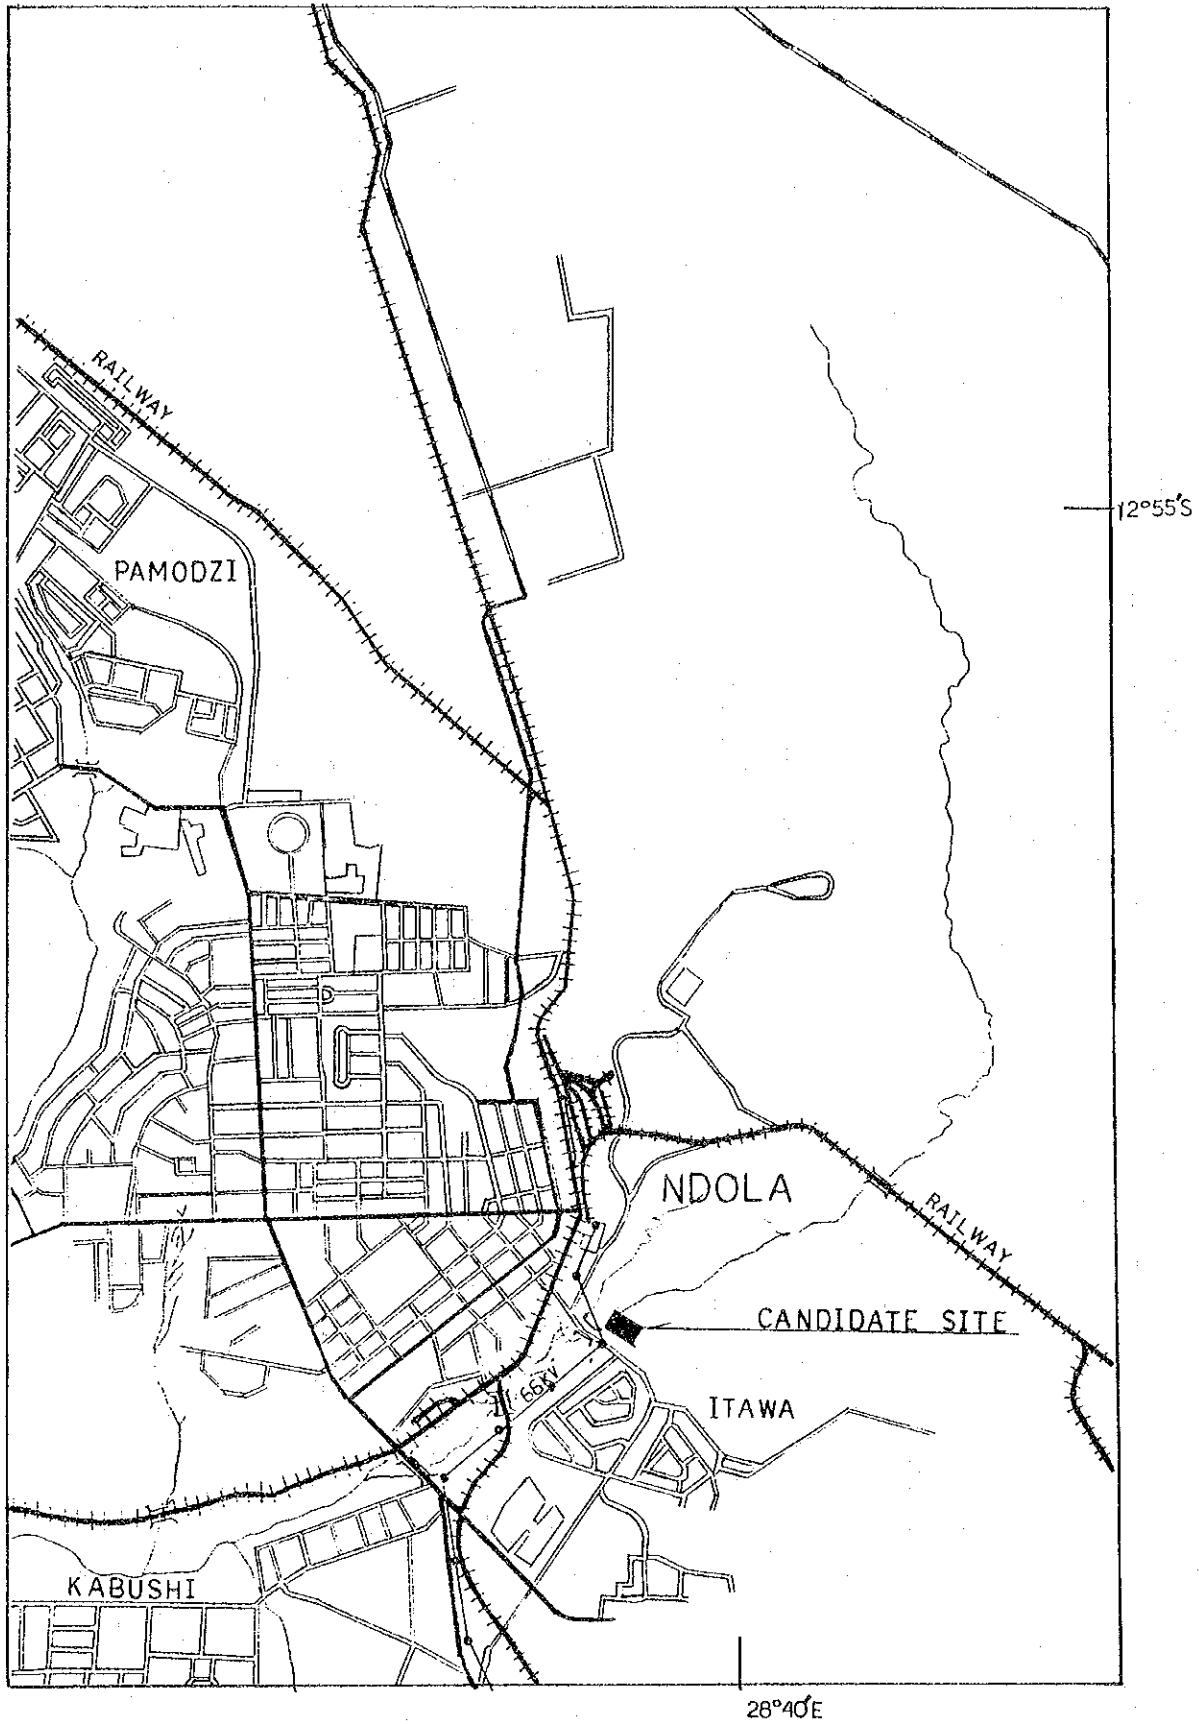 RAILWAY
12°55'S
PAMODZI
NDOLA
RAILWAY
CANDIDATE SITE
66KV
ITAWA
KABUSHI
28°40'E